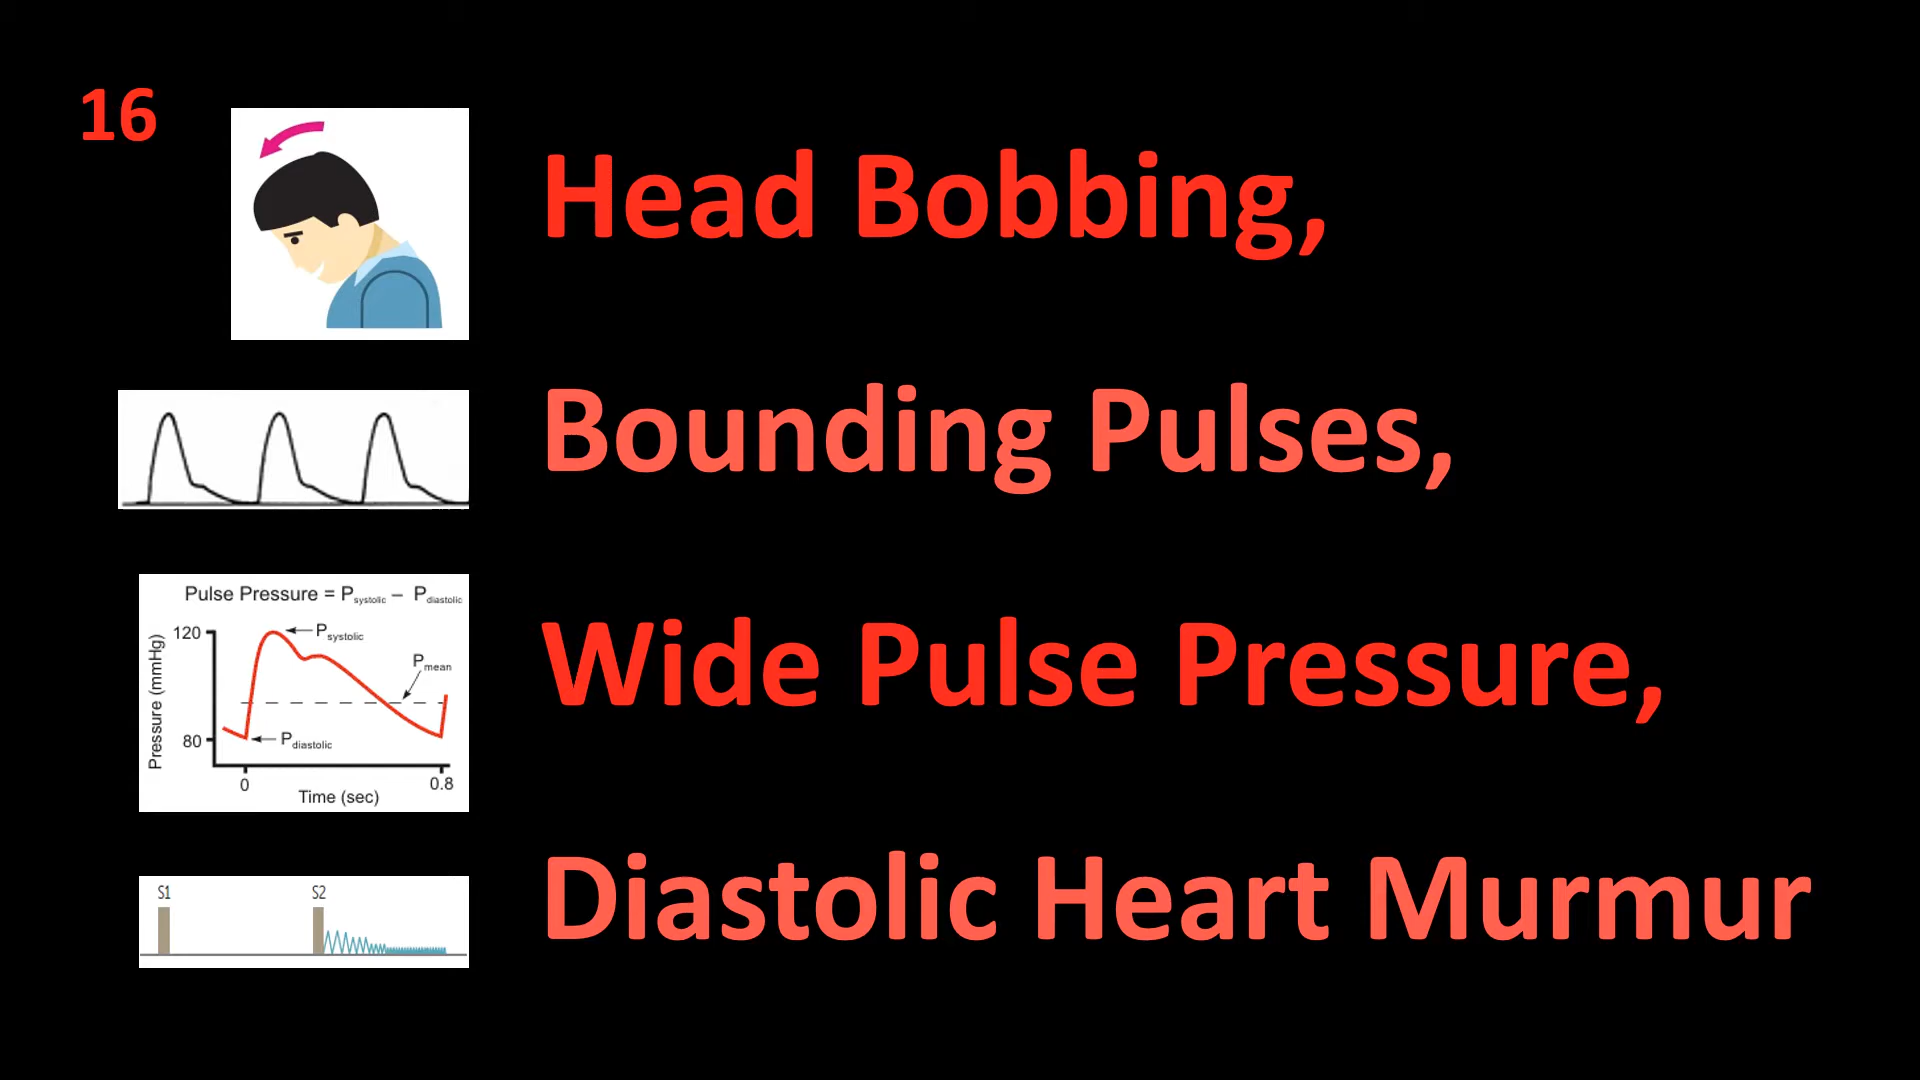 16
Head Bobbing,
Bounding Pulses,
Pulse Pressure = Psystolic – Pdiastolic
Pressure (mmHg)
120
Psystolic
Pmean
80
Pdiastolic
0
0.8
Time (sec)
Wide Pulse Pressure,
S1 S2
Diastolic Heart Murmur